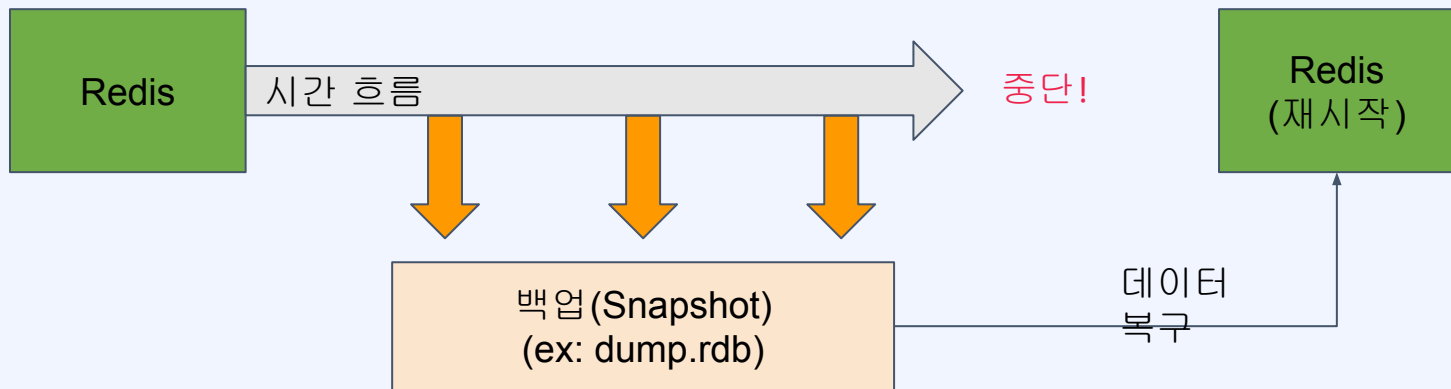 Redis
시간 흐름
중단!
Redis
(재시작)
백업(Snapshot)
(ex: dump.rdb)
데이터
복구